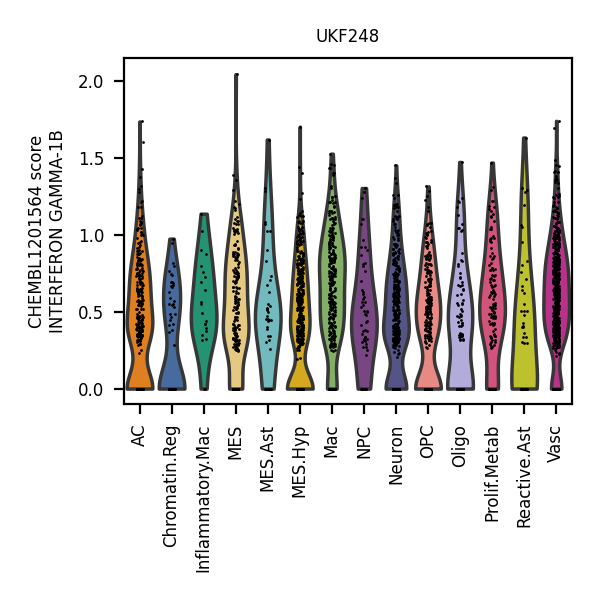 UKF248
CHEMBL1201564 score
INTERFERON GAMMA-1B
2.0
1.5
1.0
0.5
0.0
AC
Chromatin.Reg
Inflammatory.Mac
MES
MES.Ast
MES.Hyp
Mac
NPC
Neuron
OPC
Oligo
Prolif.Metab
Reactive.Ast
Vasc